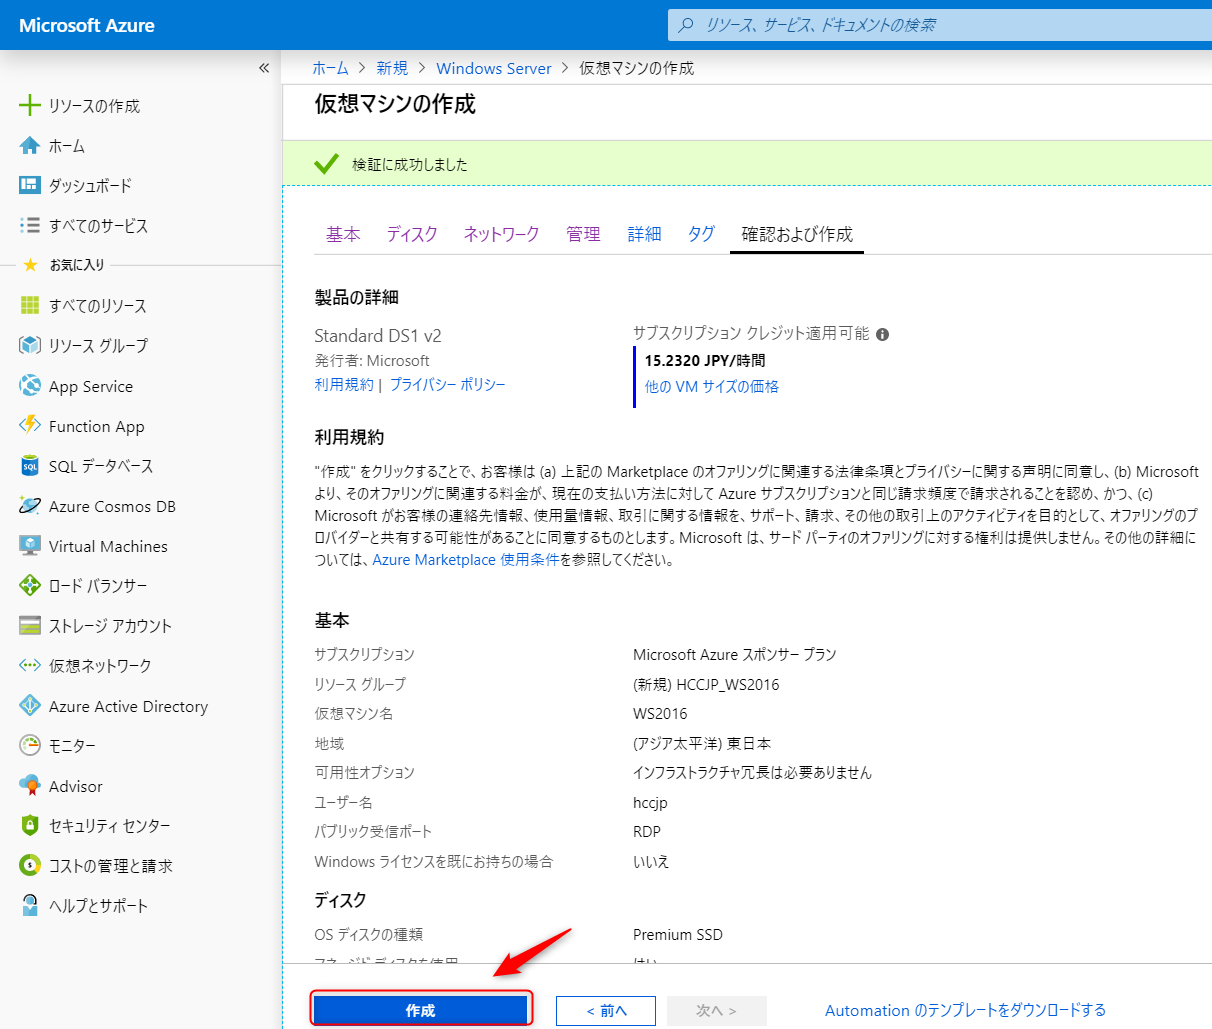 Microsoft Azure
リソース、サービス、ドキュメントの検索
«
ホーム > 新規 > Windows Server > 仮想マシンの作成
仮想マシンの作成
検証に成功しました
リソースの作成
ホーム
ダッシュボード
すべてのサービス
お気に入り
すべてのリソース
リソース グループ
App Service
Function App
SQL データベース
Azure Cosmos DB
Virtual Machines
ロード バランサー
ストレージ アカウント
仮想ネットワーク
Azure Active Directory
モニター
Advisor
セキュリティ センター
コストの管理と請求
ヘルプとサポート
基本 ディスク ネットワーク 管理 詳細 タグ 確認および作成
製品の詳細
Standard DS1 v2
発行者: Microsoft
利用規約 | プライバシー ポリシー
サブスクリプション クレジット適用可能
15.2320 JPY/時間
他の VM サイズの価格
利用規約
"作成" をクリックすることで、お客様は (a) 上記の Marketplace のオファリングに関連する法律条項とプライバシーに関する声明に同意し、(b) Microsoft
より、そのオファリングに関連する料金が、現在の支払い方法に対して Azure サブスクリプションと同じ請求頻度で請求されることを認め、かつ、(c)
Microsoft がお客様の連絡先情報、使用量情報、取引に関する情報を、サポート、請求、その他の取引上のアクティビティを目的として、オファリングのプ
ロバイダーと共有する可能性があることに同意するものとします。Microsoft は、サード パーティのオファリングに対する権利は提供しません。その他の詳細に
ついては、Azure Marketplace 使用条件を参照してください。
基本
サブスクリプション Microsoft Azure スポンサー プラン
リソース グループ (新規) HCCJP_WS2016
仮想マシン名 WS2016
地域 (アジア太平洋) 東日本
可用性オプション インフラストラクチャ冗長は必要ありません
ユーザー名 hccjp
パブリック受信ポート RDP
Windows ライセンスを既にお持ちの場合 いいえ
ディスク
OS ディスクの種類 Premium SSD
マネージド ディスクを使用 はい
作成 < 前へ 次へ > Automation のテンプレートをダウンロードする